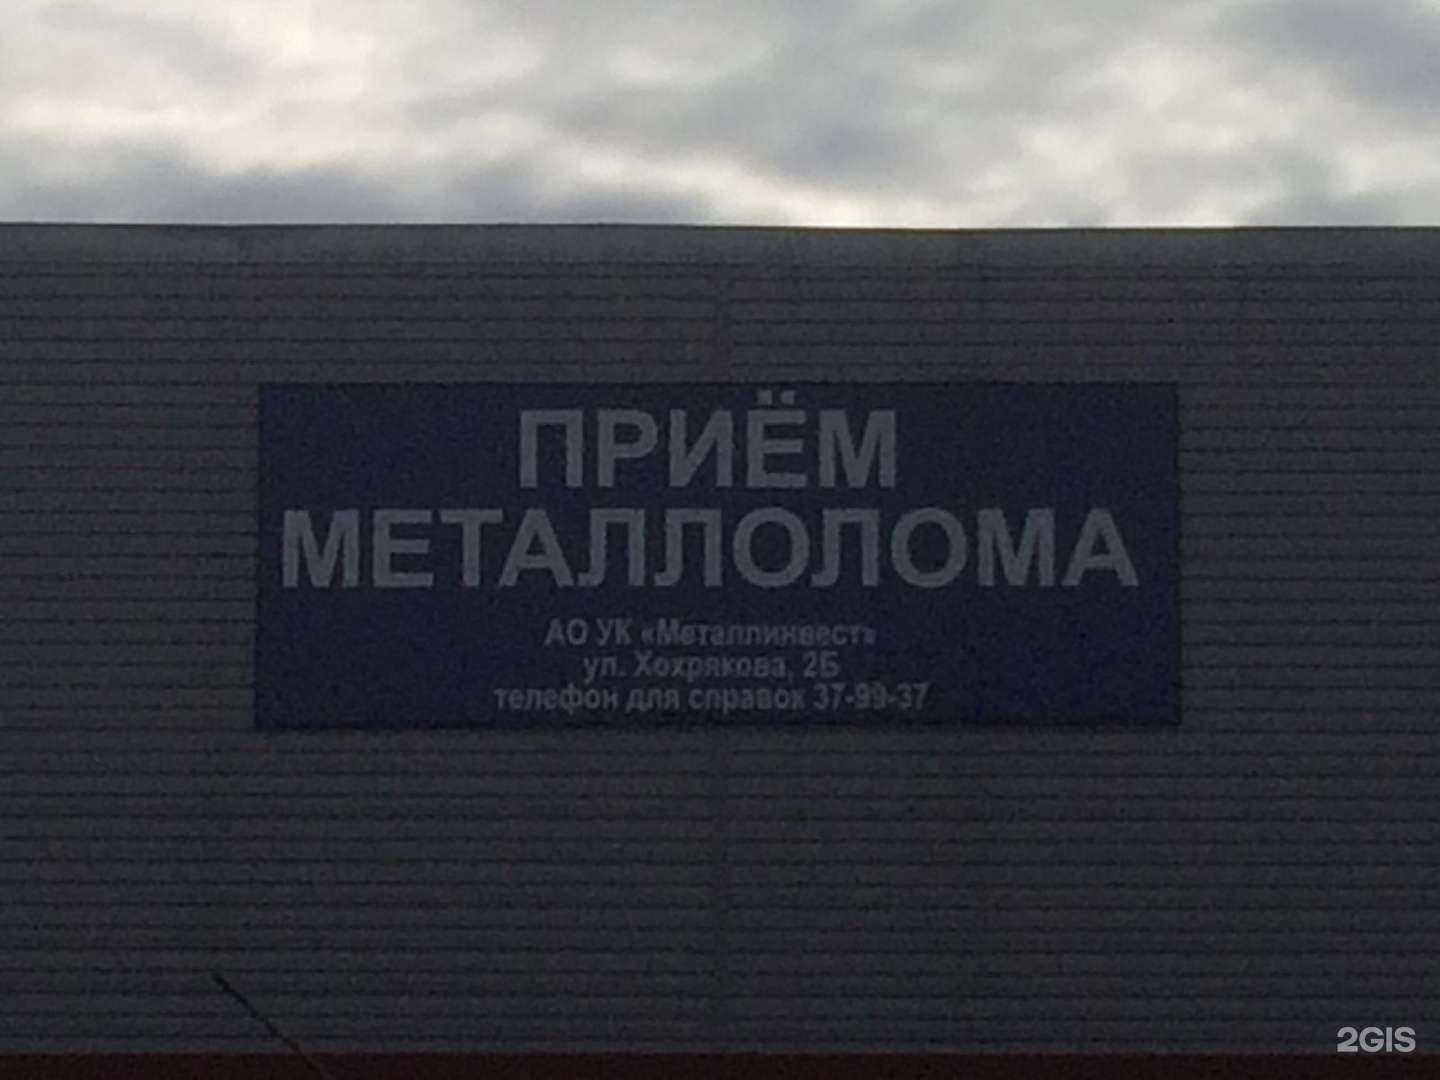 ПРИЁМ
МЕТАЛЛОЛОМА
АО УК «Металлинвест»
ул. Хохрякова, 2Б
телефон для справок 37-99-37
2GIS